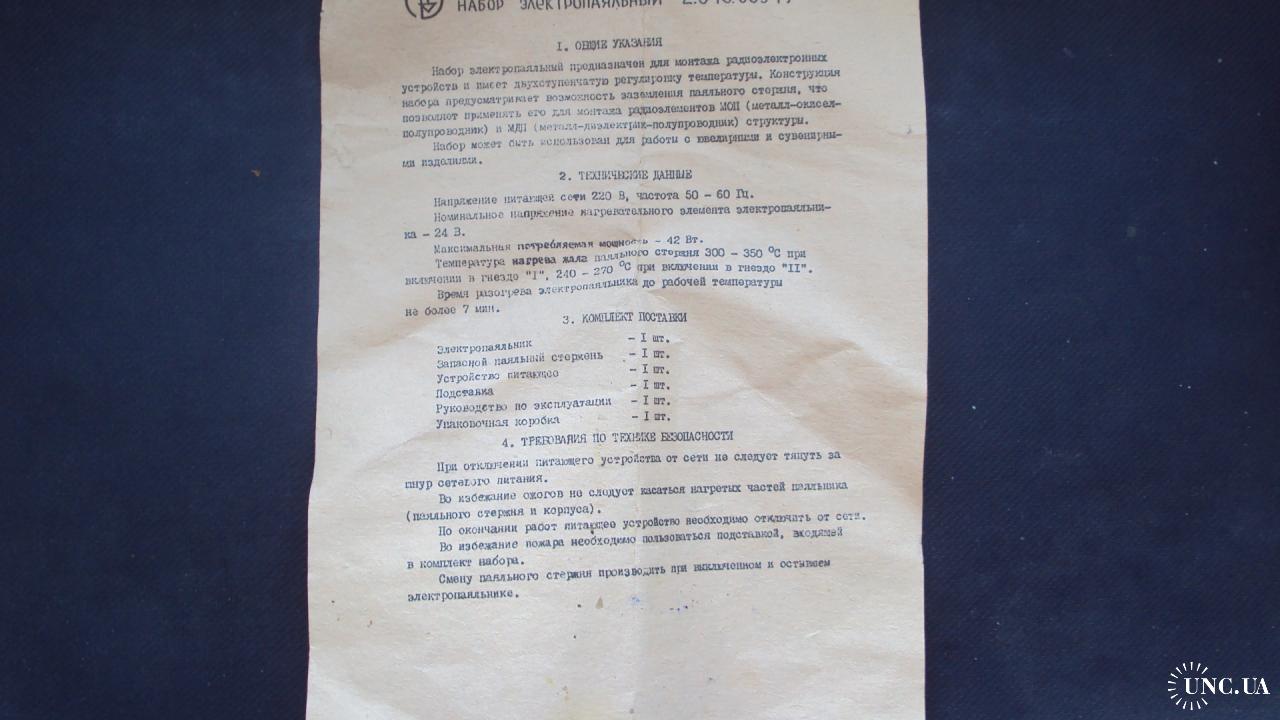 НАБОР ЭЛЕКТРОПАЯЛЬНЫЙ
I. ОБЩИЕ УКАЗАНИЯ
Набор электропаяльный предназначен для монтажа радиоэлектронных
устройств и имеет двухступенчатую регулировку температуры. Конструкция
набора предусматривает возможность заземления паяльного стержня, что
позволяет применять его для монтажа радиоэлементов МОП (металл-окисел-
полупроводник) и МДП (металл-диэлектрик-полупроводник) структуры.
Набор может быть использован для работы с ювелирными и сувенирны-
ми изделиями.
2. ТЕХНИЧЕСКИЕ ДАННЫЕ
Напряжение питающей сети 220 В, частота 50 - 60 Гц.
Номинальное напряжение нагревательного элемента электропаяльни-
ка - 24 В.
Максимальная потребляемая мощность - 42 Вт.
Температура нагрева жала паяльного стержня 300 - 350 °С при
включении в гнездо "I", 240 - 270 °С при включении в гнездо "II".
Время разогрева электропаяльника до рабочей температуры
не более 7 мин.
3. КОМПЛЕКТ ПОСТАВКИ
Электропаяльник - I шт.
Запасной паяльный стержень - I шт.
Устройство питающее - I шт.
Подставка - I шт.
Руководство по эксплуатации - I шт.
Упаковочная коробка - I шт.
4. ТРЕБОВАНИЯ ПО ТЕХНИКЕ БЕЗОПАСНОСТИ
При отключении питающего устройства от сети не следует тянуть за
шнур сетевого питания.
Во избежание ожогов не следует касаться нагретых частей паяльника
(паяльного стержня и корпуса).
По окончании работ питающее устройство необходимо отключить от сети.
Во избежание пожара необходимо пользоваться подставкой, входящей
в комплект набора.
Смену паяльного стержня производить при выключенном и остывшем
электропаяльнике.
UNC.UA